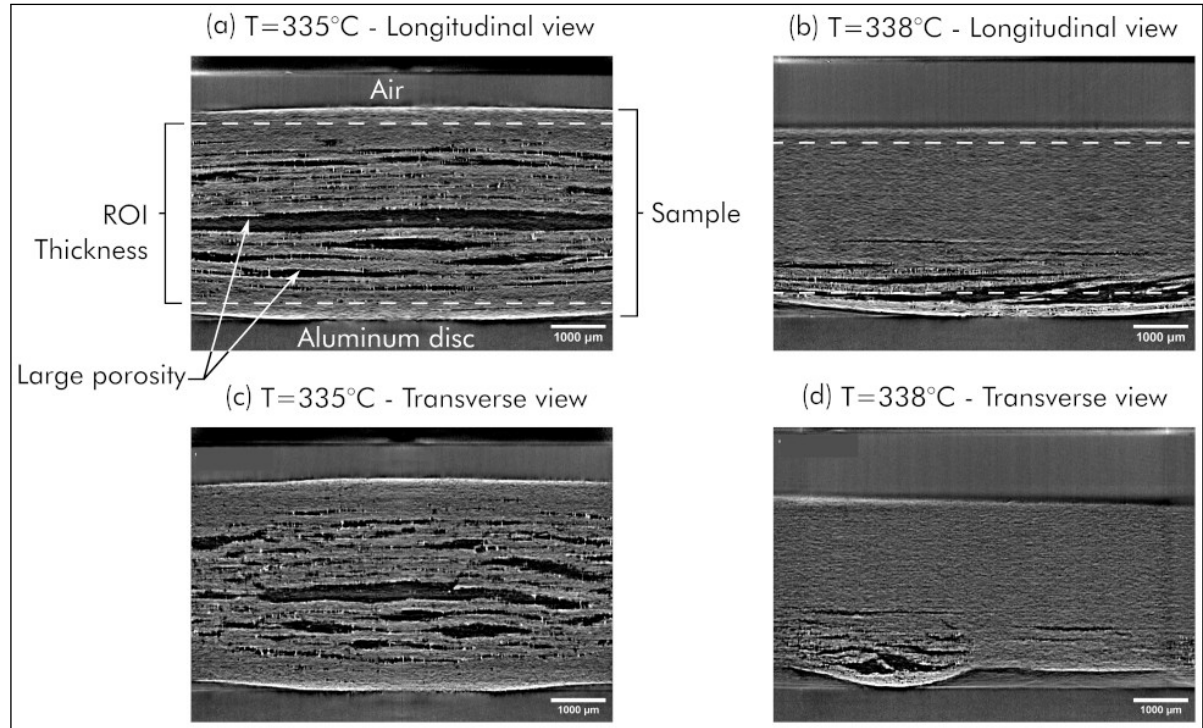 (a) T=335°C - Longitudinal view
(b) T=338°C - Longitudinal view
Air
ROI
Thickness
Sample
Aluminum disc
1000 µm
1000 µm
Large porosity
(c) T=335°C - Transverse view
(d) T=338°C - Transverse view
1000 µm
1000 µm